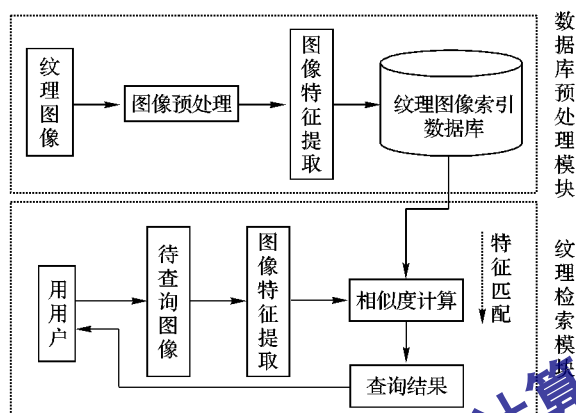 纹理图像
图像预处理
图像特征提取
纹理图像索引
数据库
数据库预处理模块
用用户
待查询图像
图像特征提取
相似度计算
特征匹配
查询结果
纹理检索模块
计算